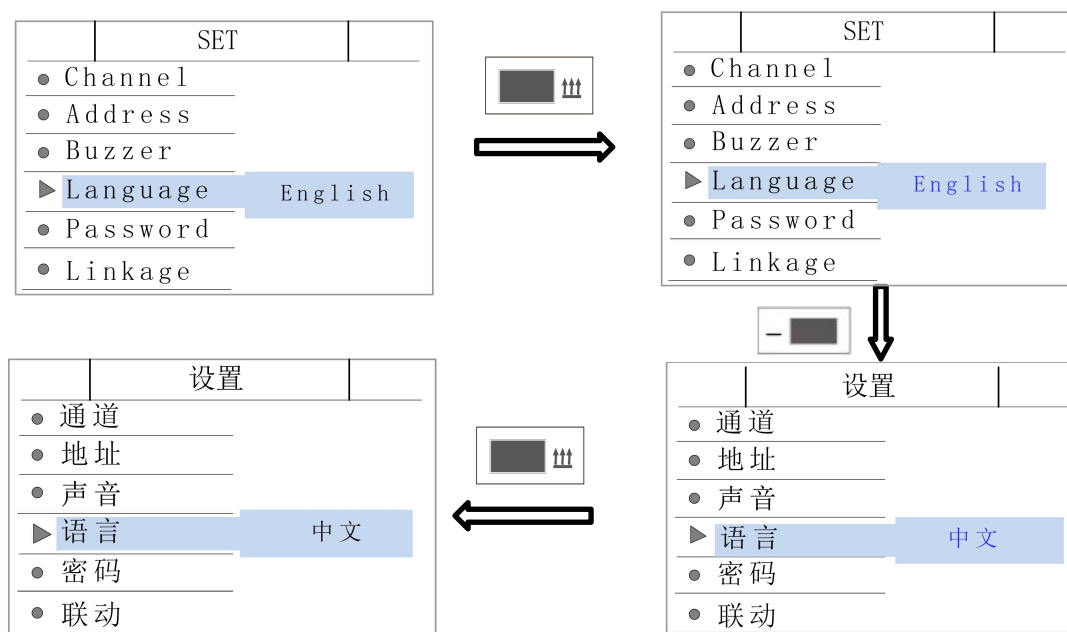 SET
Channel
Address
Buzzer
Language English
Password
Linkage
SET
Channel
Address
Buzzer
Language English
Password
Linkage
−
设置
通道
地址
声音
语言 中文
密码
联动
设置
通道
地址
声音
语言 中文
密码
联动